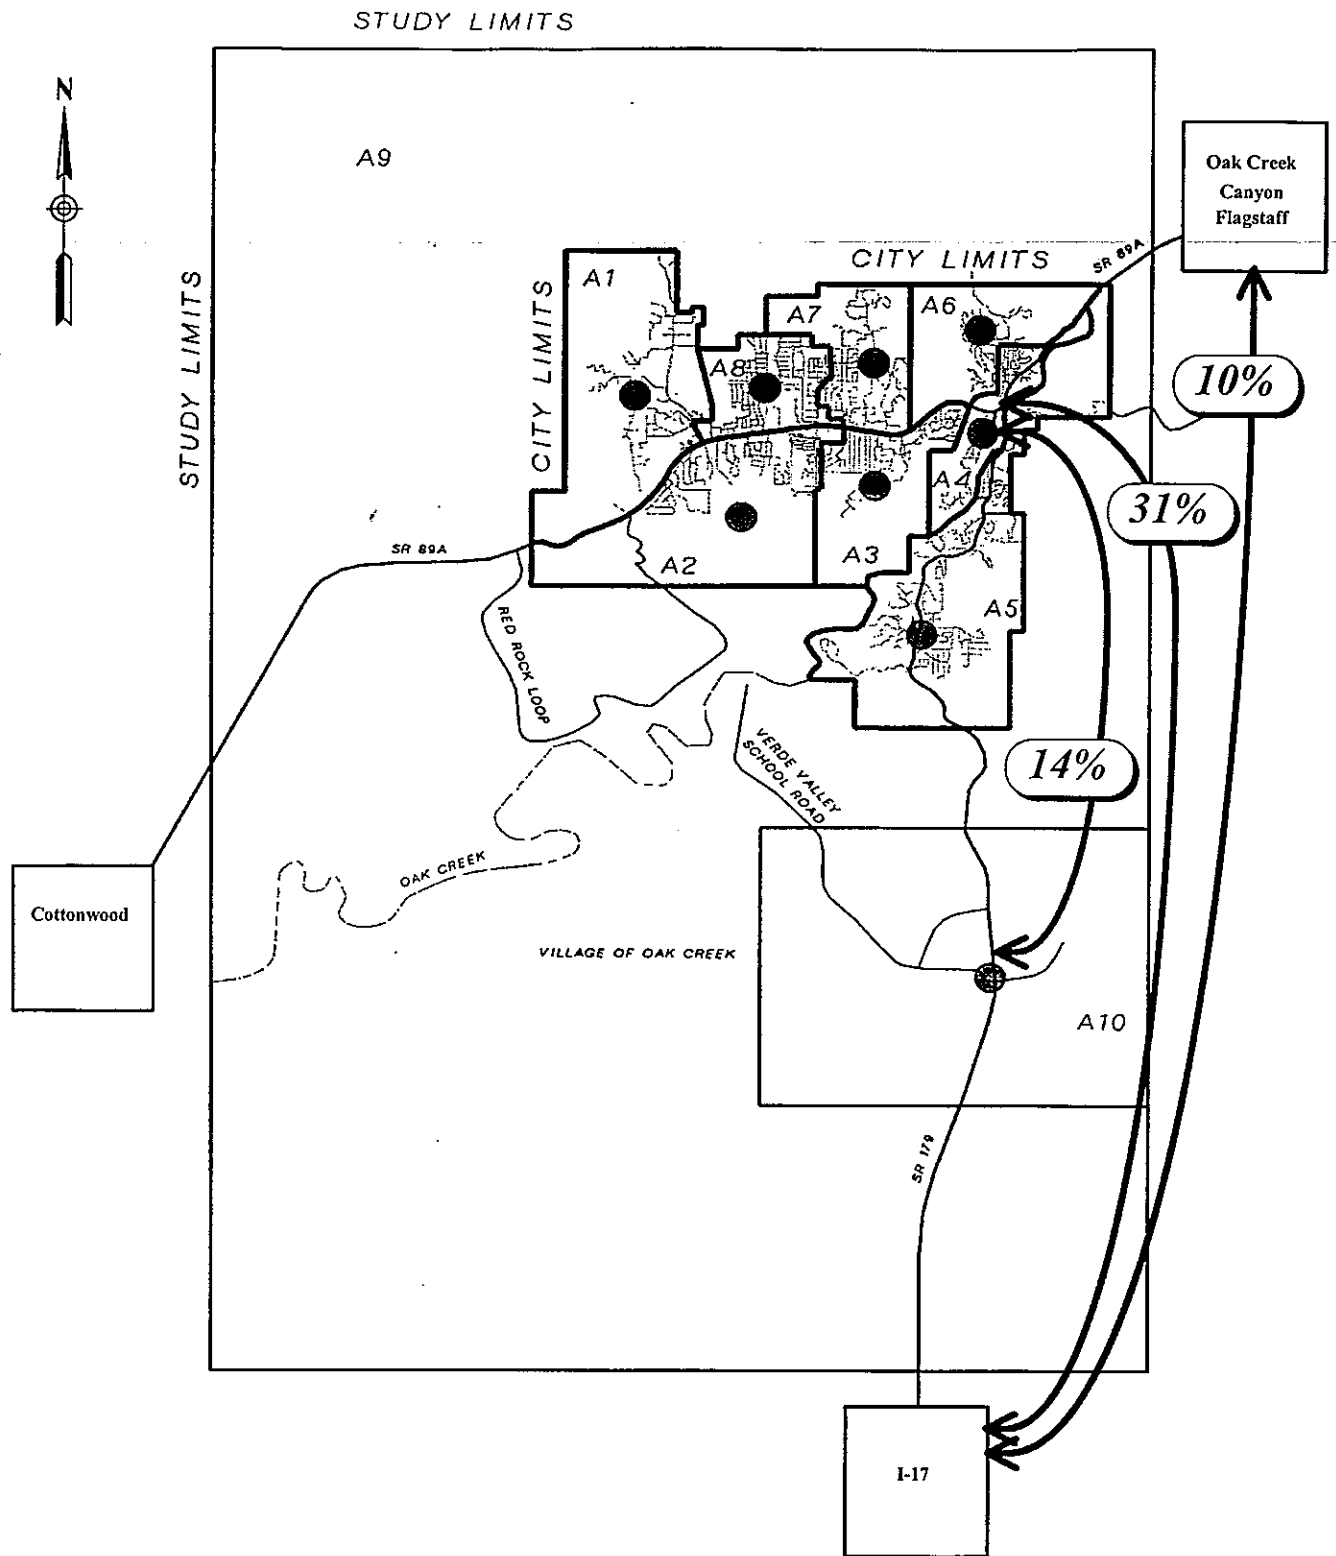 STUDY LIMITS
N
A9
Oak Creek
Canyon
Flagstaff
SR 89A
CITY LIMITS
A1
A7
A6
STUDY LIMITS
CITY LIMITS
A8
10%
A4
31%
SR 89A
A2
A3
A5
RED ROCK LOOP
VERDE VALLEY
SCHOOL ROAD
14%
OAK CREEK
Cottonwood
VILLAGE OF OAK CREEK
A10
SR 179
I-17